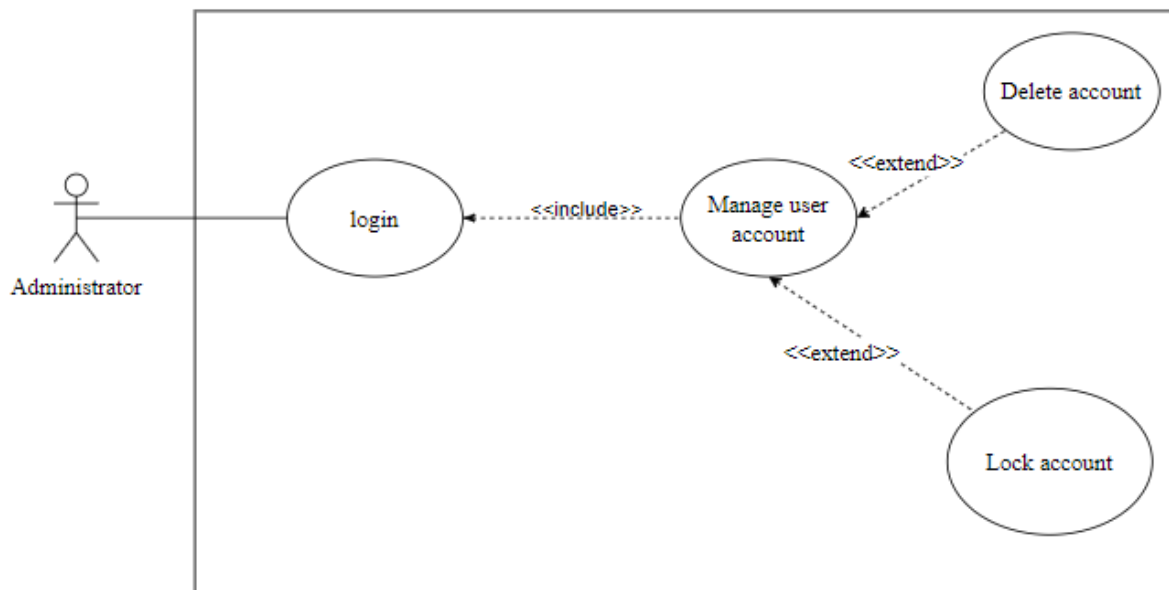 Delete account
<<extend>>
login
<<include>>
Manage user
account
Administrator
<<extend>>
Lock account